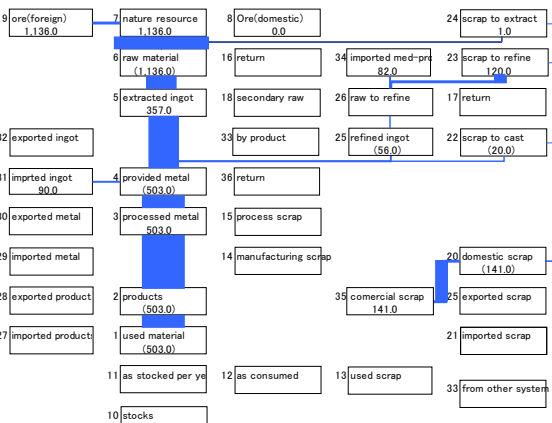 9 ore(foreign)
1,136.0
7 nature resource
1,136.0
8 Ore(domestic)
0.0
24 scrap to extract
1.0
6 raw material
(1,136.0)
16 return
34 imported med-pro
82.0
23 scrap to refine
120.0
5 extracted ingot
357.0
18 secondary raw
26 raw to refine
17 return
32 exported ingot
33 by product
25 refined ingot
(56.0)
22 scrap to cast
(20.0)
31 imprted ingot
90.0
4 provided metal
(503.0)
36 return
30 exported metal
3 processed metal
503.0
15 process scrap
29 imported metal
14 manufacturing scrap
20 domestic scrap
(141.0)
28 exported product
2 products
(503.0)
35 comercial scrap
141.0
25 exported scrap
27 imported products
1 used material
(503.0)
21 imported scrap
11 as stocked per ye
12 as consumed
13 used scrap
33 from other system
10 stocks